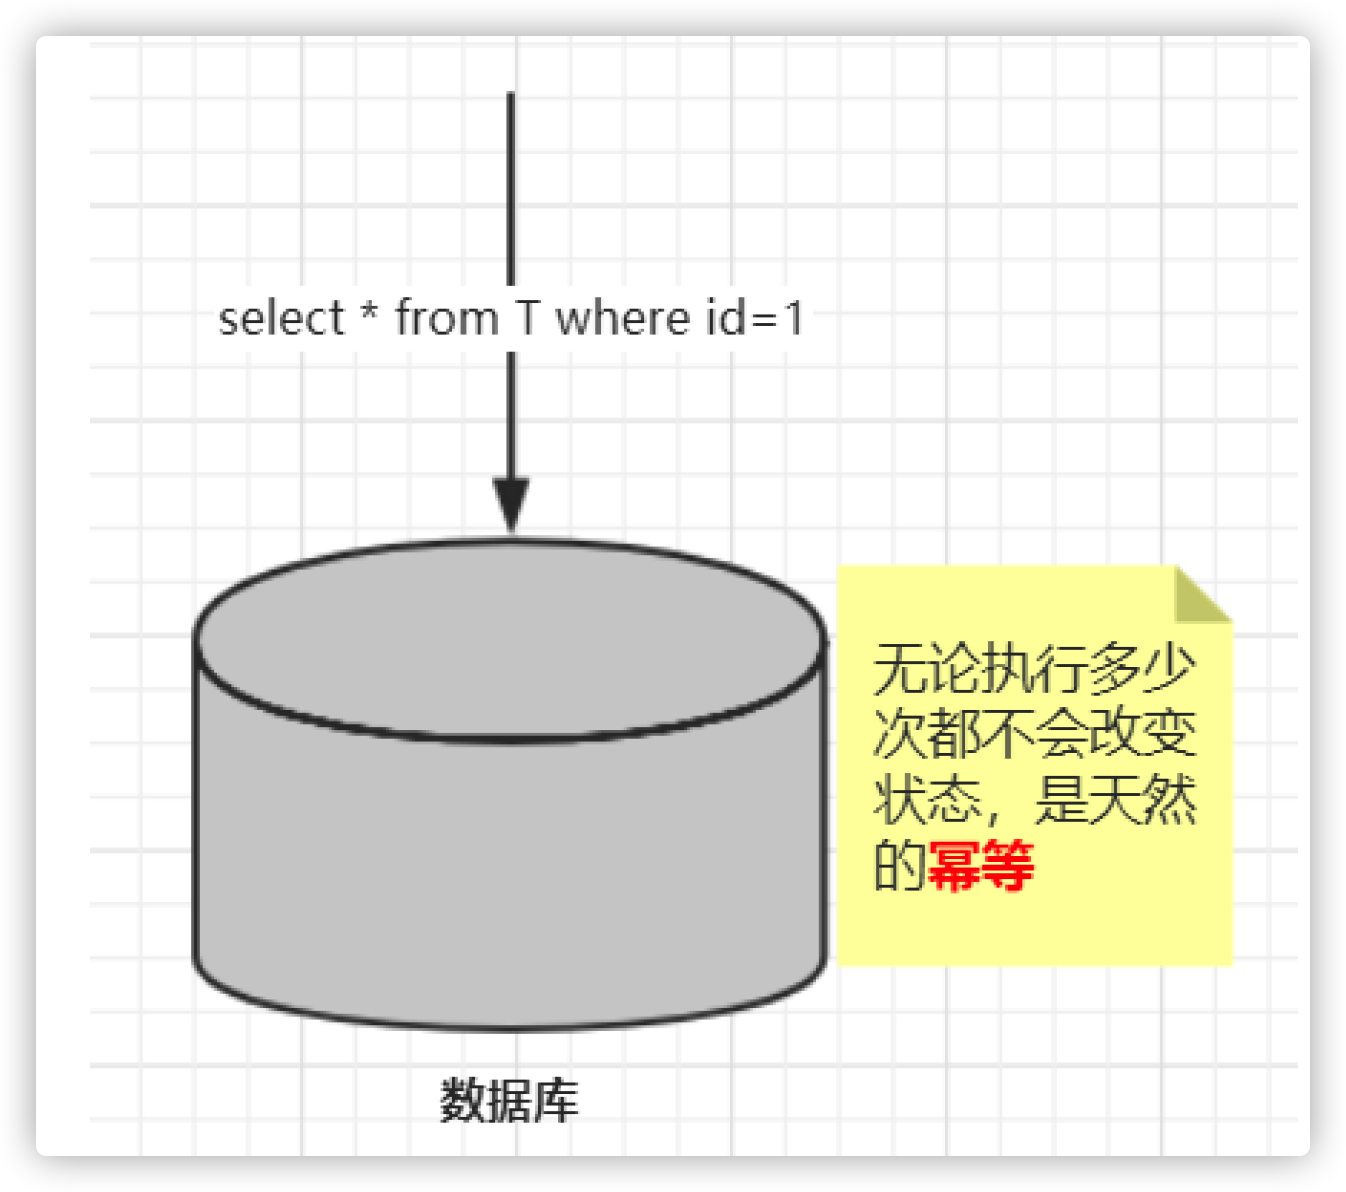 select * from T where id=1
无论执行多少
次都不会改变
状态，是天然
的幂等
数据库